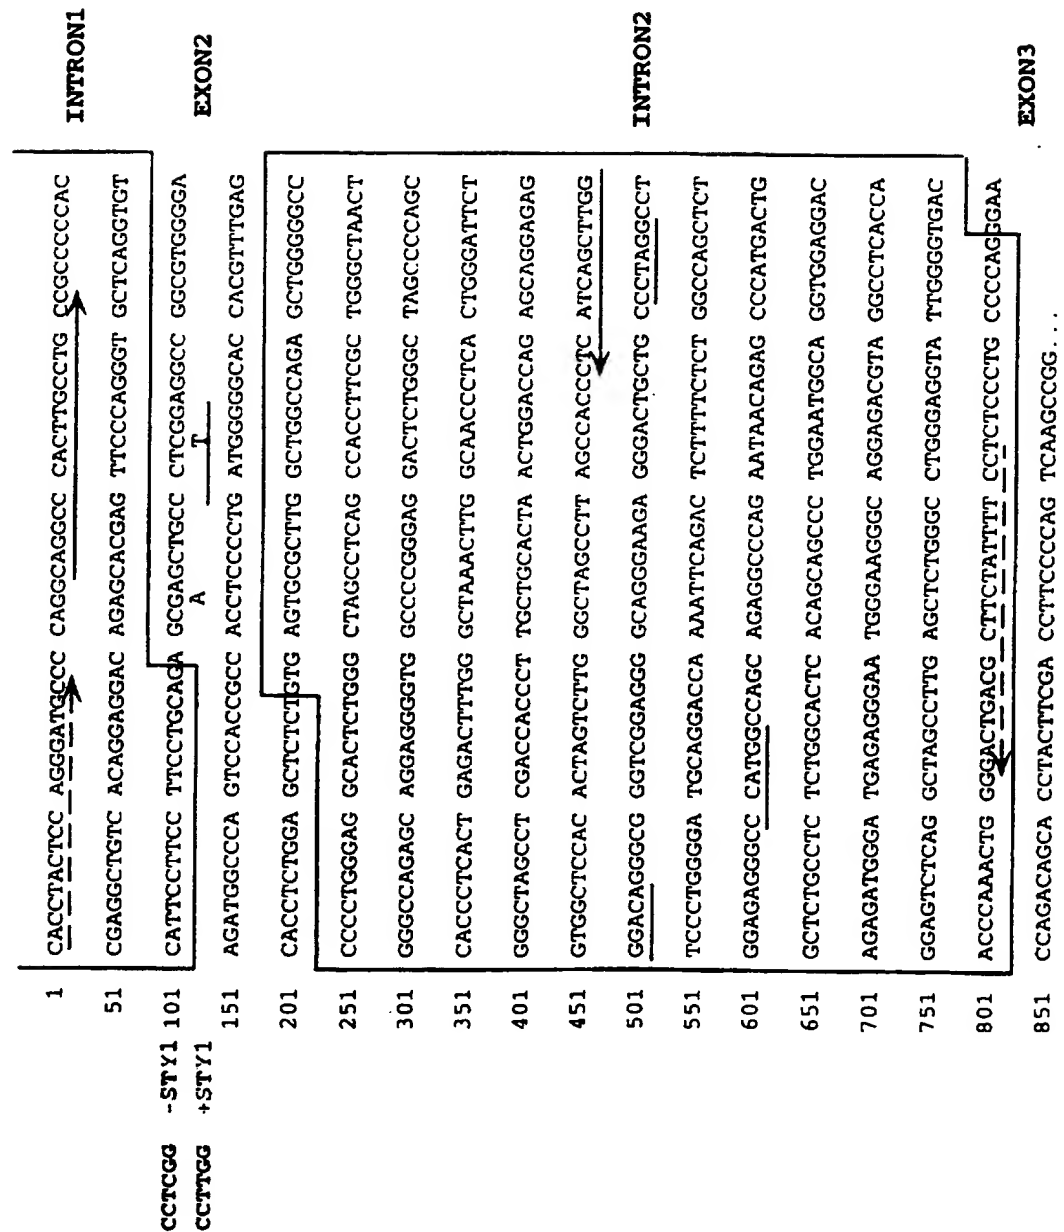 1 CACCTACTCC AGGGATGCCC CAGGCAGGCC CACTTGCCTG CCGCCCCCAC INTRON1
51 CGAGGCTGTC ACAGGAGGAC AGAGCACGAG TTCCCAGGGT GCTCAGGTGT
CCTCGG -STY1 101 CATTCCTTCC TTCCTGCAGA GCGAGCTGCC CTCGGAGGCC GGCGTGGGGA
CCTTGG +STY1 A T EXON2
151 AGATGGCCCA GTCCACCGCC ACCTCCCCTG ATGGGGGCAC CACGTTTGAG
201 CACCTCTGGA GCTCTCTGTG AGTGCGCTTG GCTGGCCAGA GCTGGGGGCC
251 CCCCTGGGAG GCACTCTGGG CTAGCCTCAG CCACCTTCGC TGGGCTAACT
301 GGGCCAGAGC AGGAGGGGTG GCCCCGGGAG GACTCTGGGC TAGCCCCAGC
351 CACCCTCACT GAGACTTTGG GCTAAACTTG GCAACCCTCA CTGGGATTCT
401 GGGCTAGCCT CGACCACCCT TGCTGCACTA ACTGGACCAG AGCAGGAGAG
451 GTGGCTCCAC ACTAGTCTTG GGCTAGCCTT AGCCACCCTC ATCAGCTTGG
501 GGACAGGGCG GGTCGGAGGG GCAGGGAAGA GGGACTGCTG CCCTAGGCCT INTRON2
551 TCCCTGGGGA TGCAGGACCA AAATTCAGAC TCTTTTCTCT GGCCAGCTCT
601 GGAGAGGGCC CATGGCCAGC AGAGGCCCAG AATAACAGAG CCCATGACTG
651 GCTCTGCCTC TCTGGCACTC ACAGCAGCCC TGGAATGGCA GGTGGAGGAC
701 AGAGATGGGA TGAGAGGGAA TGGGAAGGGC AGGAGACGTA GGCCTCACCA
751 GGAGTCTCAG GCTAGCCTTG AGCTCTGGGC CTGGGAGGTA TTGGGGTGAC
801 ACCCAAACTG GGGACTGACG CTTCTATTTT CCTCTCCCTG CCCCAGGGAA
851 CCAGACAGCA CCTACTTCGA CCTTCCCCAG TCAAGCCGG... EXON3